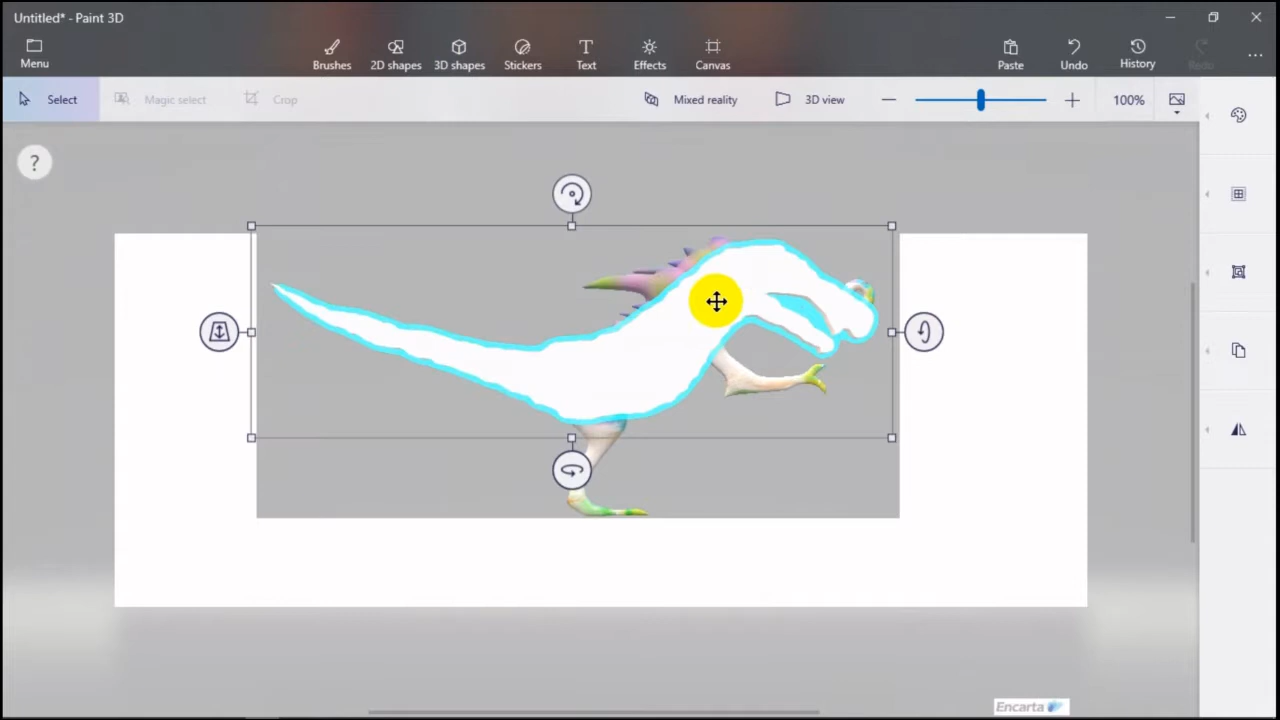 Untitled* - Paint 3D
Menu
Brushes
2D shapes
3D shapes
Stickers
Text
Effects
Canvas
Paste
Undo
History
Redo
Select
Magic select
Crop
Mixed reality
3D view
100%
?
Encarta